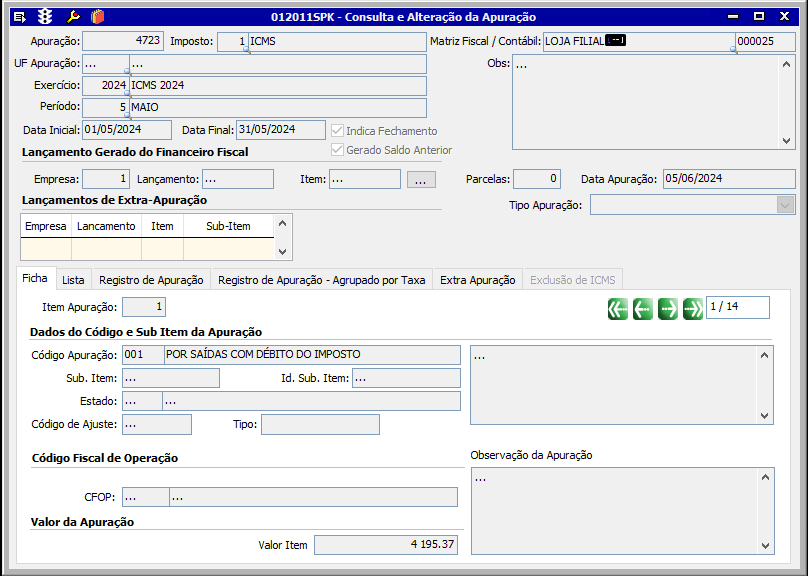 012011SPK - Consulta e Alteração da Apuração
Apuração: 4723 Imposto: 1 ICMS Matriz Fiscal / Contábil: LOJA FILIAL [--] 000025
UF Apuração: ... ... Obs: ...
Exercício: 2024 ICMS 2024
Período: 5 MAIO
Data Inicial: 01/05/2024 Data Final: 31/05/2024 Indica Fechamento
Gerado Saldo Anterior
Lançamento Gerado do Financeiro Fiscal
Empresa: 1 Lançamento: ... Item: ... ... Parcelas: 0 Data Apuração: 05/06/2024
Lançamentos de Extra-Apuração Tipo Apuração:
Empresa Lancamento Item Sub-Item
Ficha Lista Registro de Apuração Registro de Apuração - Agrupado por Taxa Extra Apuração Exclusão de ICMS
Item Apuração: 1 1 / 14
Dados do Código e Sub Item da Apuração
Código Apuração: 001 POR SAÍDAS COM DÉBITO DO IMPOSTO ...
Sub. Item: ... Id. Sub. Item: ...
Estado: ... ...
Código de Ajuste: ... Tipo:
Código Fiscal de Operação Observação da Apuração
...
CFOP: ... ...
Valor da Apuração
Valor Item 4 195.37